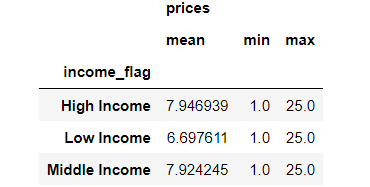 prices
mean min max
income_flag
High Income 7.946939 1.0 25.0
Low Income 6.697611 1.0 25.0
Middle Income 7.924245 1.0 25.0